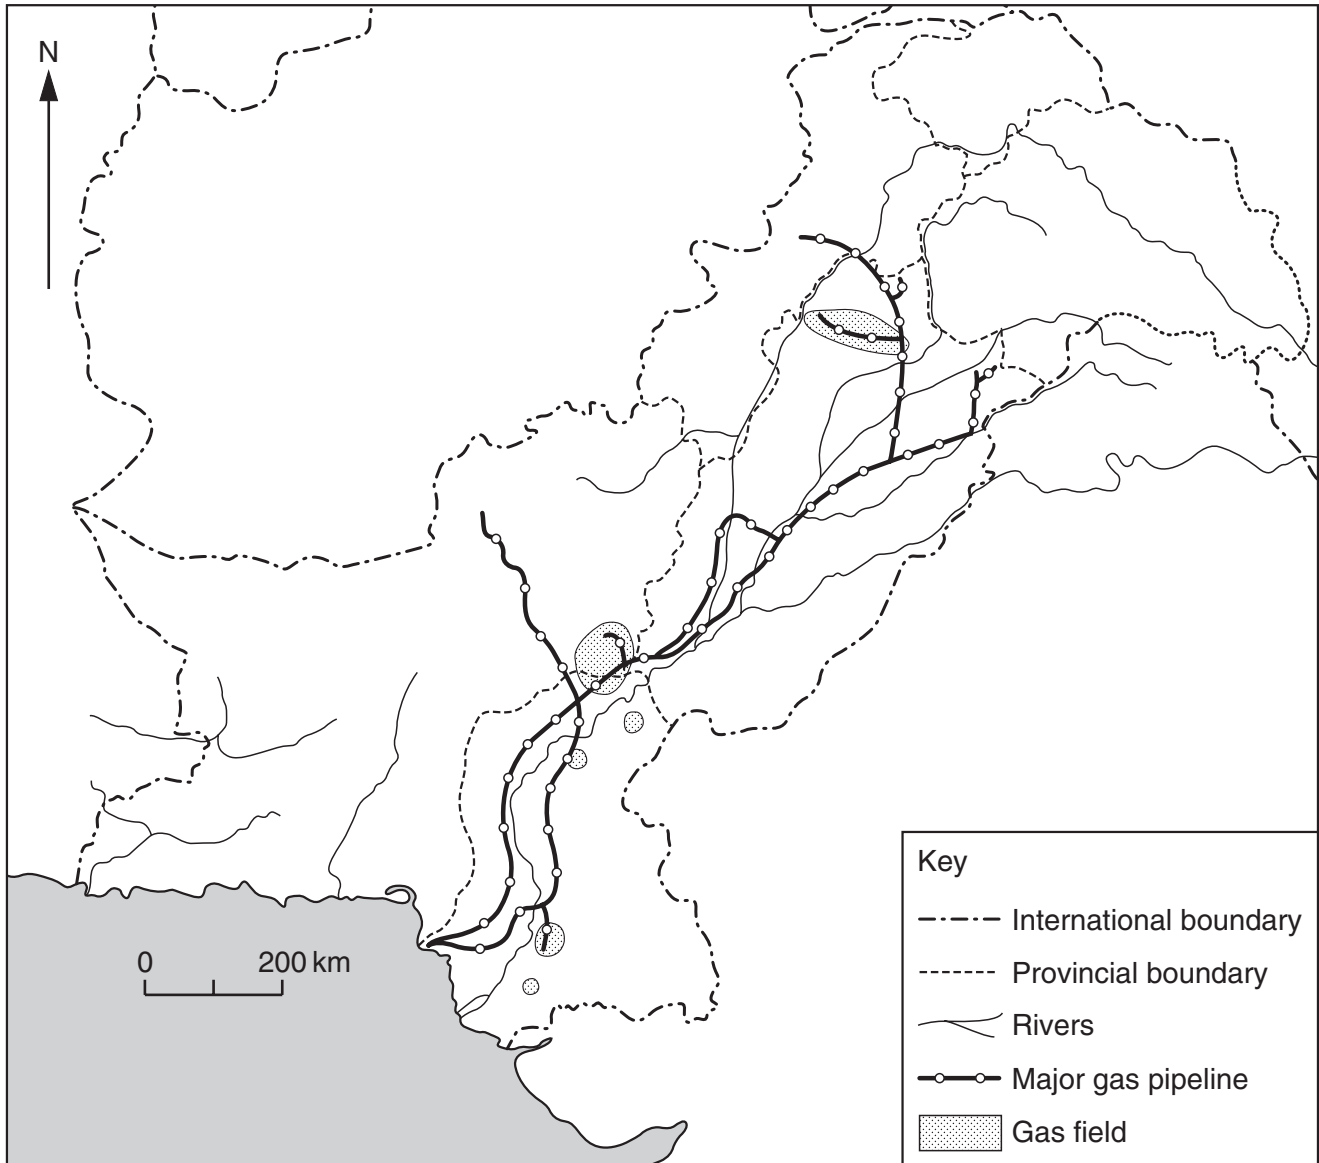 N
0 200 km
Key
International boundary
Provincial boundary
Rivers
Major gas pipeline
Gas field